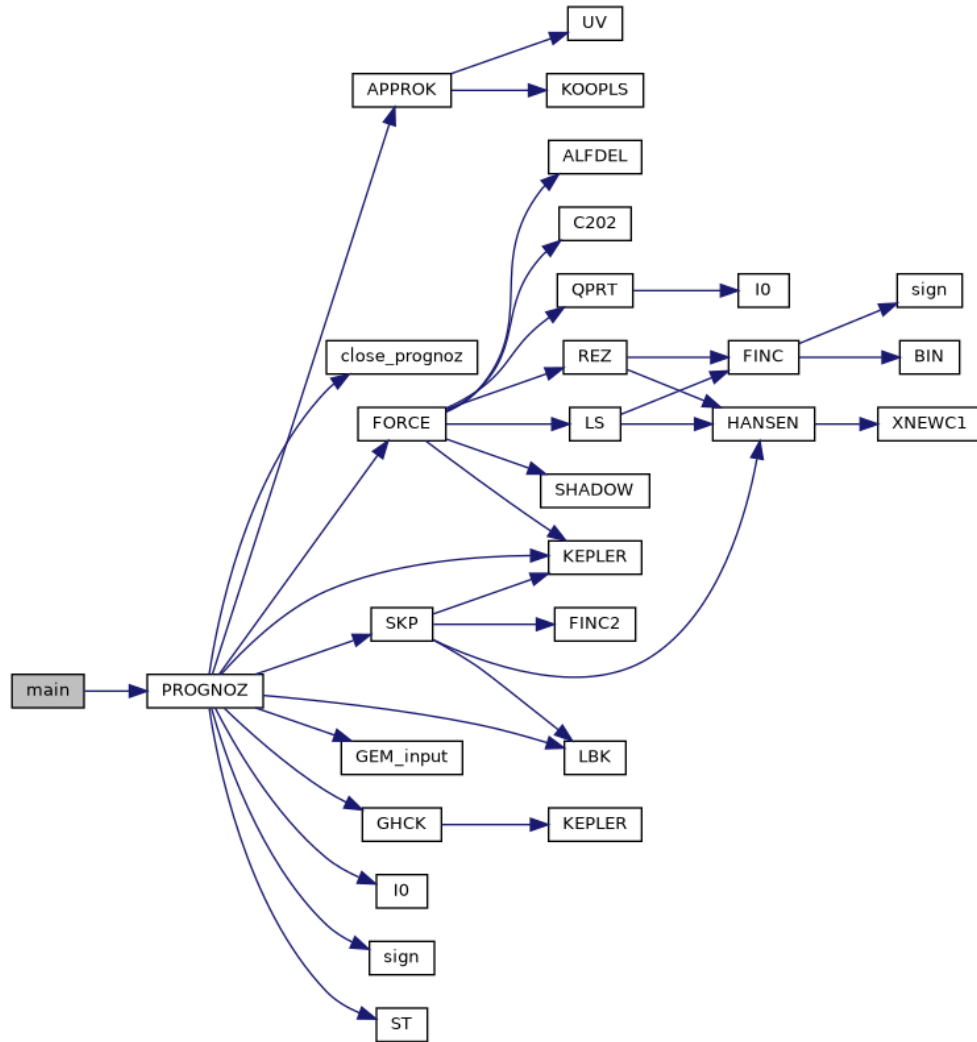 UV
APPROK
KOOPLS
ALFDEL
C202
QPRT
I0
sign
close_prognoz
REZ
FINC
BIN
FORCE
LS
HANSEN
XNEWC1
SHADOW
KEPLER
SKP
FINC2
main
PROGNOZ
GEM_input
LBK
GHCK
KEPLER
I0
sign
ST